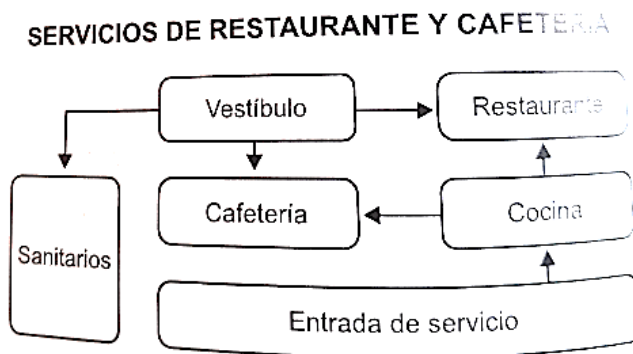 SERVICIOS DE RESTAURANTE Y CAFETERIA
Vestíbulo
Restaurante
Sanitarios
Cafetería
Cocina
Entrada de servicio